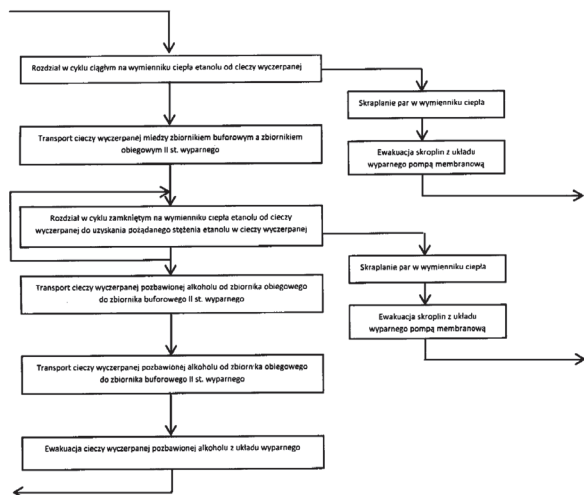 Rozdział w cyklu ciągłym na wymienniku ciepła etanolu od cieczy wyczerpanej
Skraplanie par w wymienniku ciepła
Transport cieczy wyczerpanej miedzy zbiornikiem buforowym a zbiornikiem
obiegowym II st. wyparnego
Ewakuacja skroplin z układu
wyparnego pompą membranową
Rozdział w cyklu zamkniętym na wymienniku ciepła etanolu od cieczy
wyczerpanej do uzyskania pożądanego stężenia etanolu w cieczy wyczerpanej
Skraplanie par w wymienniku ciepła
Transport cieczy wyczerpanej pozbawionej alkoholu od zbiornika obiegowego
do zbiornika buforowego II st. wyparnego
Ewakuacja skroplin z układu
wyparnego pompą membranową
Transport cieczy wyczerpanej pozbawionej alkoholu od zbiornika obiegowego
do zbiornika buforowego II st. wyparnego
Ewakuacja cieczy wyczerpanej pozbawionej alkoholu z układu wyparnego